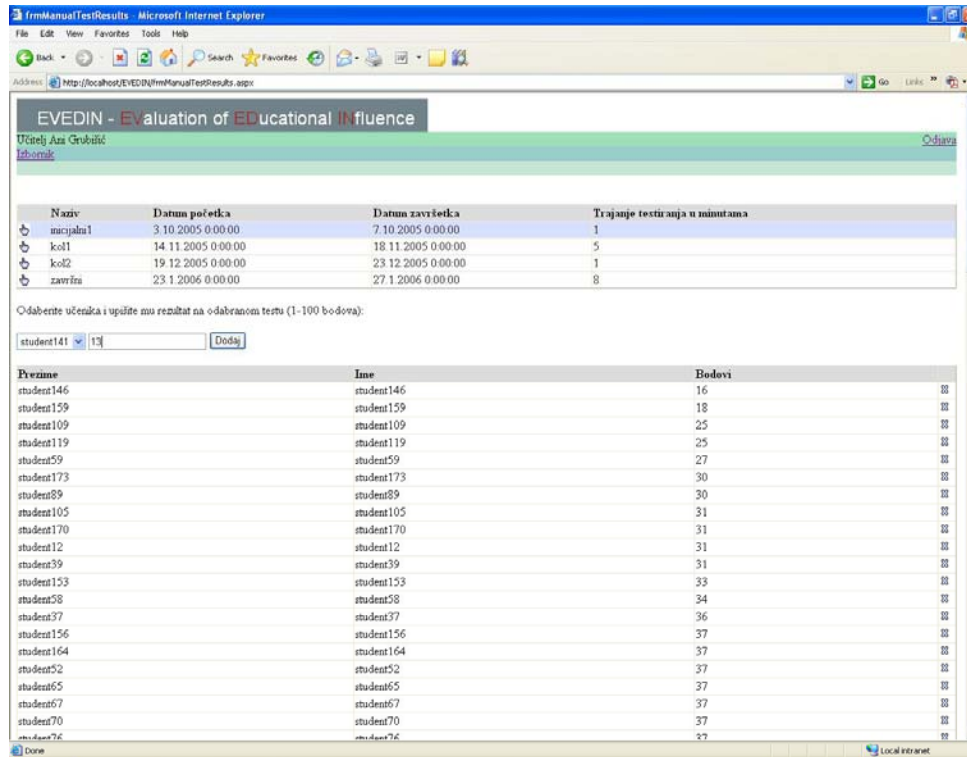 frmManualTestResults - Microsoft Internet Explorer
File Edit View Favorites Tools Help
Back Search Favorites
Address http://localhost/EVEDIN/frmManualTestResults.aspx Go Links
EVEDIN - EValuation of EDucational INfluence
Učitelj Ani Grubišić Odjava
Izbornik
Naziv Datum početka Datum završetka Trajanje testiranja u minutama
inicijalni1 3.10.2005 0:00:00 7.10.2005 0:00:00 1
kol1 14.11.2005 0:00:00 18.11.2005 0:00:00 5
kol2 19.12.2005 0:00:00 23.12.2005 0:00:00 1
završni 23.1.2006 0:00:00 27.1.2006 0:00:00 8
Odaberite učenika i upišite mu rezultat na odabranom testu (1-100 bodova):
student141 13 Dodaj
Prezime Ime Bodovi
student146 student146 16
student159 student159 18
student109 student109 25
student119 student119 25
student59 student59 27
student173 student173 30
student89 student89 30
student105 student105 31
student170 student170 31
student12 student12 31
student39 student39 31
student153 student153 33
student58 student58 34
student37 student37 36
student156 student156 37
student164 student164 37
student52 student52 37
student65 student65 37
student67 student67 37
student70 student70 37
student76 student76 37
Done Local intranet